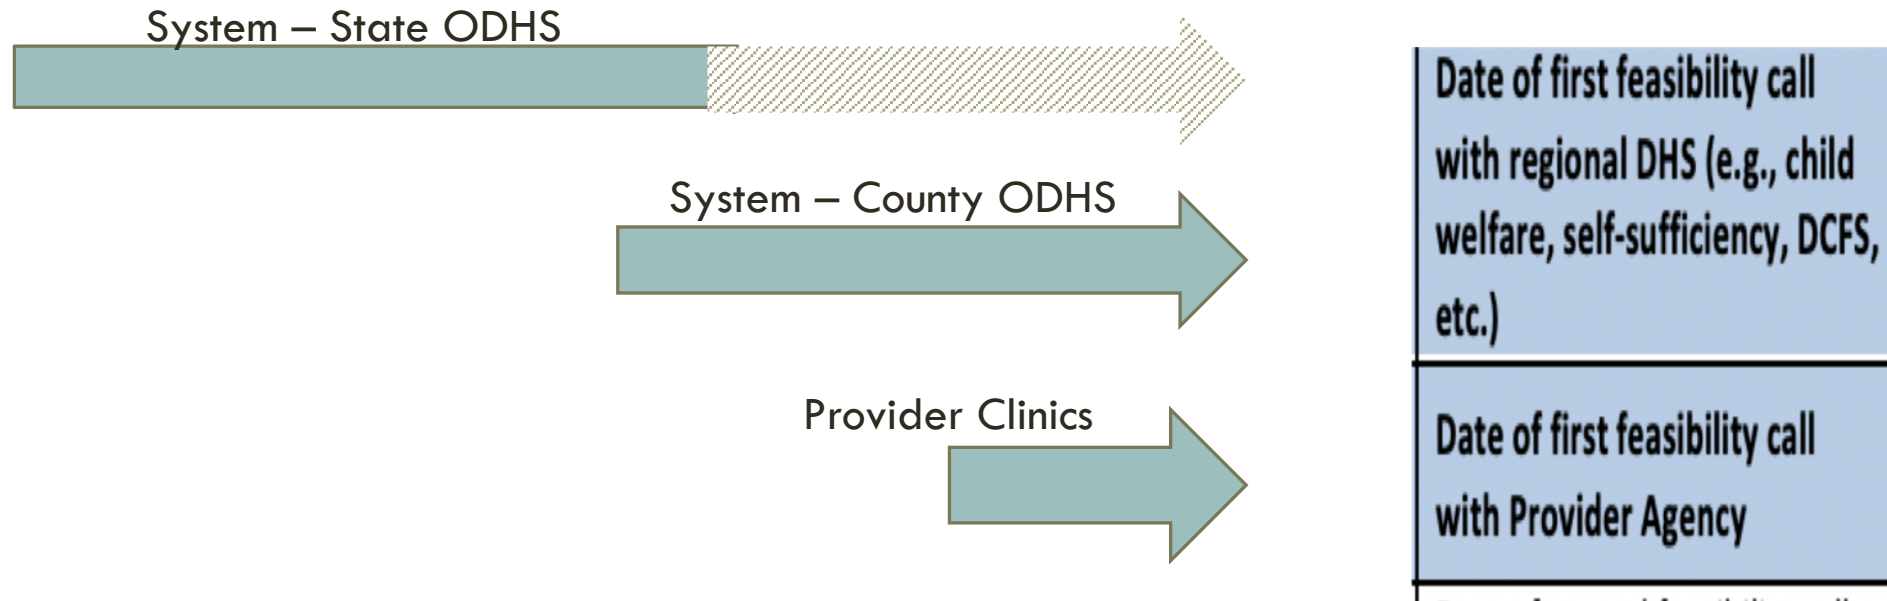 System – State ODHS
System – County ODHS
Provider Clinics
Date of first feasibility call
with regional DHS (e.g., child
welfare, self-sufficiency, DCFS,
etc.)
Date of first feasibility call
with Provider Agency